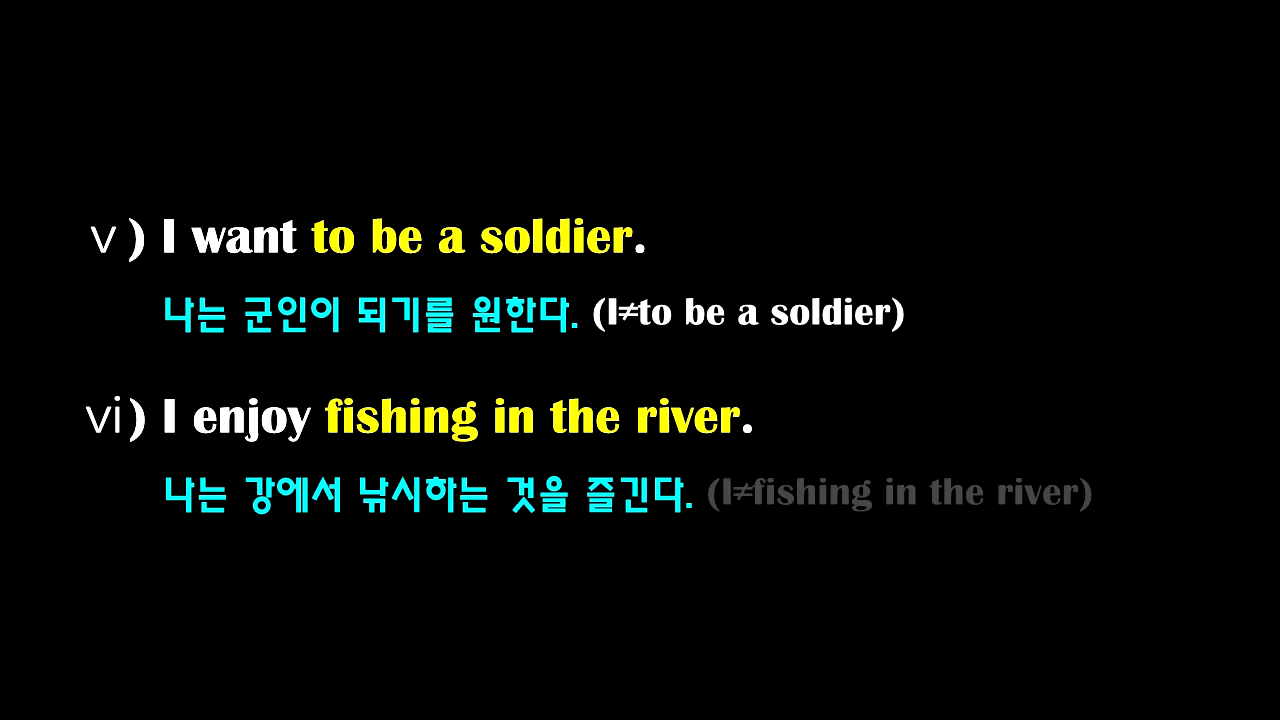 ⅴ) I want to be a soldier.
나는 군인이 되기를 원한다. (I≠to be a soldier)
ⅵ) I enjoy fishing in the river.
나는 강에서 낚시하는 것을 즐긴다. (I≠fishing in the river)